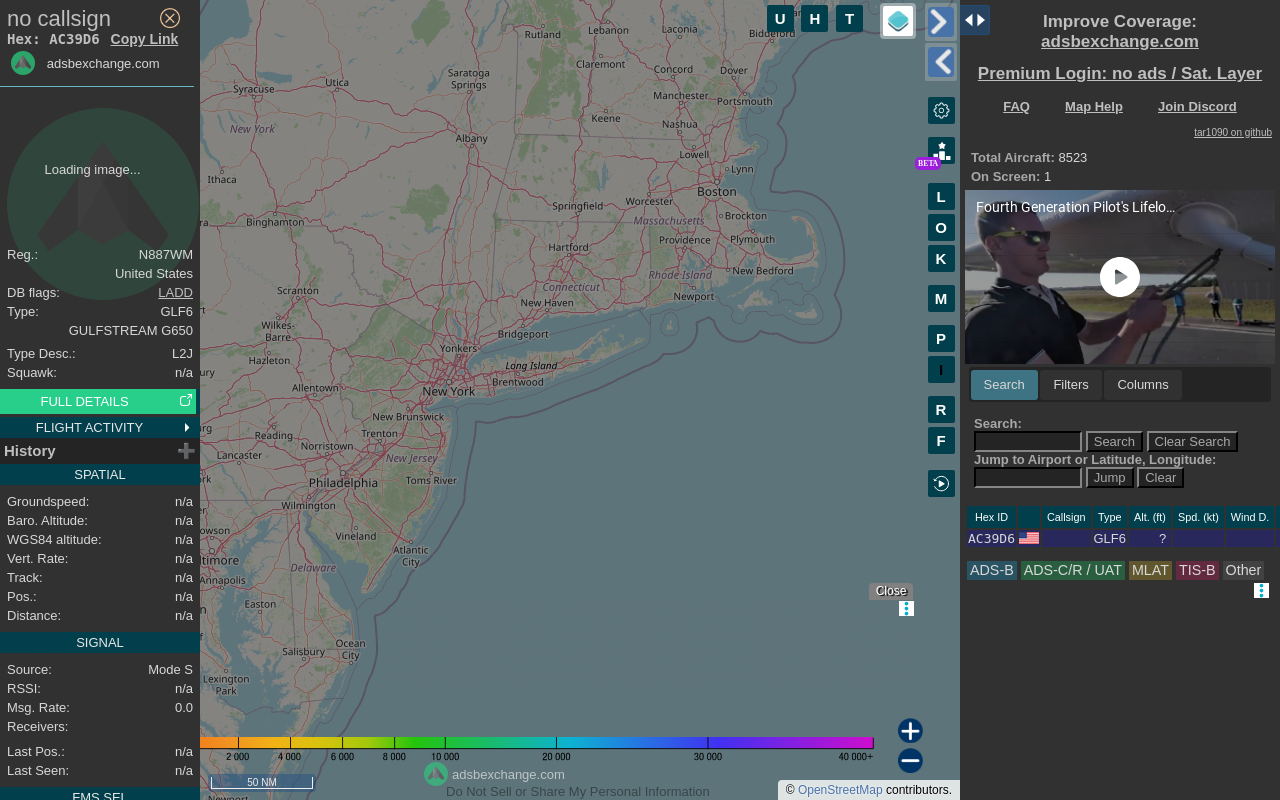 no callsign
Hex: AC39D6 Copy Link
adsbexchange.com
Loading image...
Reg.: N887WM
United States
DB flags: LADD
Type: GLF6
GULFSTREAM G650
Type Desc.: L2J
Squawk: n/a
FULL DETAILS
FLIGHT ACTIVITY
History
SPATIAL
Groundspeed: n/a
Baro. Altitude: n/a
WGS84 altitude: n/a
Vert. Rate: n/a
Track: n/a
Pos.: n/a
Distance: n/a
SIGNAL
Source: Mode S
RSSI: n/a
Msg. Rate: 0.0
Receivers:
Last Pos.: n/a
Last Seen: n/a
FMS SEL
U H T
BETA
L
O
K
M
P
I
R
F
Rutland
Lebanon
Laconia
Biddeford
Claremont
Concord
Dover
Utica
Saratoga
Springs
Syracuse
Manchester
Portsmouth
Keene
Nashua
New York
Albany
Lowell
Lynn
Ithaca
Boston
Worcester
Springfield
Massachusetts
Brockton
Binghamton
Providence
Plymouth
Hartford
Rhode Island
New Bedford
Connecticut
Newport
Scranton
New Haven
Wilkes-
Barre
Bridgeport
Yonkers
Hazleton
Long Island
Brentwood
Allentown
New York
New Brunswick
Reading
Trenton
Norristown
Lancaster
New Jersey
Philadelphia
Toms River
Wilmington
Vineland
Atlantic
City
Delaware
Annapolis
Easton
Ocean
City
Salisbury
Lexington
Park
2 000 4 000 6 000 8 000 10 000 20 000 30 000 40 000+
50 NM
adsbexchange.com
Do Not Sell or Share My Personal Information
Close
© OpenStreetMap contributors.
Improve Coverage:
adsbexchange.com
Premium Login: no ads / Sat. Layer
FAQ Map Help Join Discord
tar1090 on github
Total Aircraft: 8523
On Screen: 1
Fourth Generation Pilot's Lifelo...
Search Filters Columns
Search:
Search Clear Search
Jump to Airport or Latitude, Longitude:
Jump Clear
Hex ID Callsign Type Alt. (ft) Spd. (kt) Wind D.
AC39D6 GLF6 ?
ADS-B ADS-C/R / UAT MLAT TIS-B Other